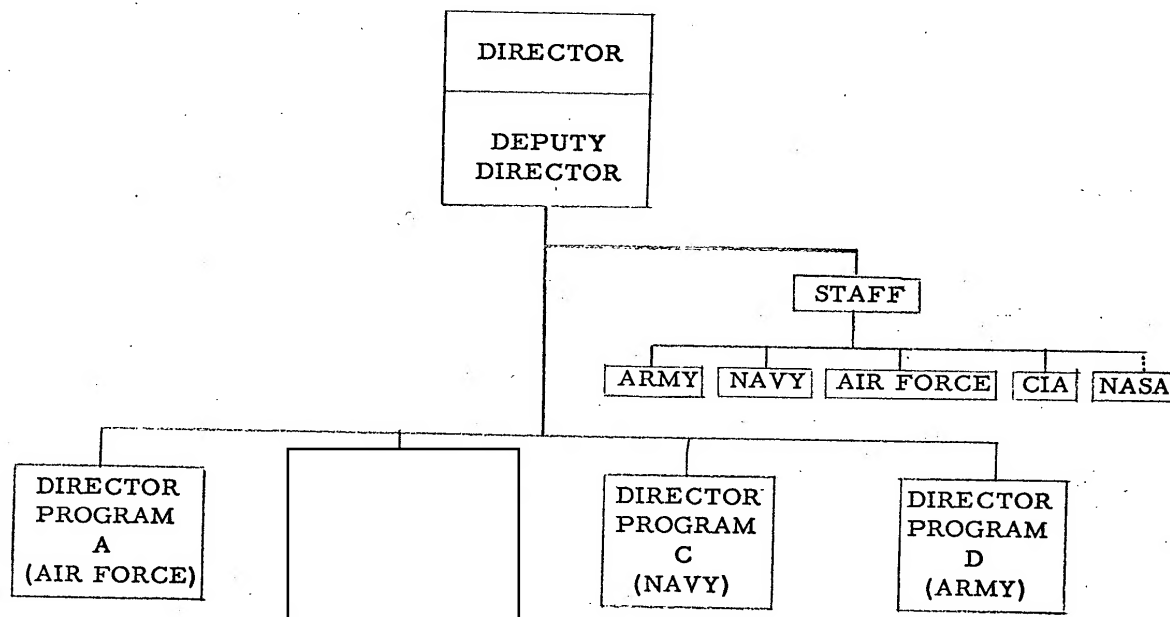 DIRECTOR
DEPUTY
DIRECTOR
STAFF
ARMY
NAVY
AIR FORCE
CIA
NASA
DIRECTOR
PROGRAM
A
(AIR FORCE)
DIRECTOR
PROGRAM
C
(NAVY)
DIRECTOR
PROGRAM
D
(ARMY)